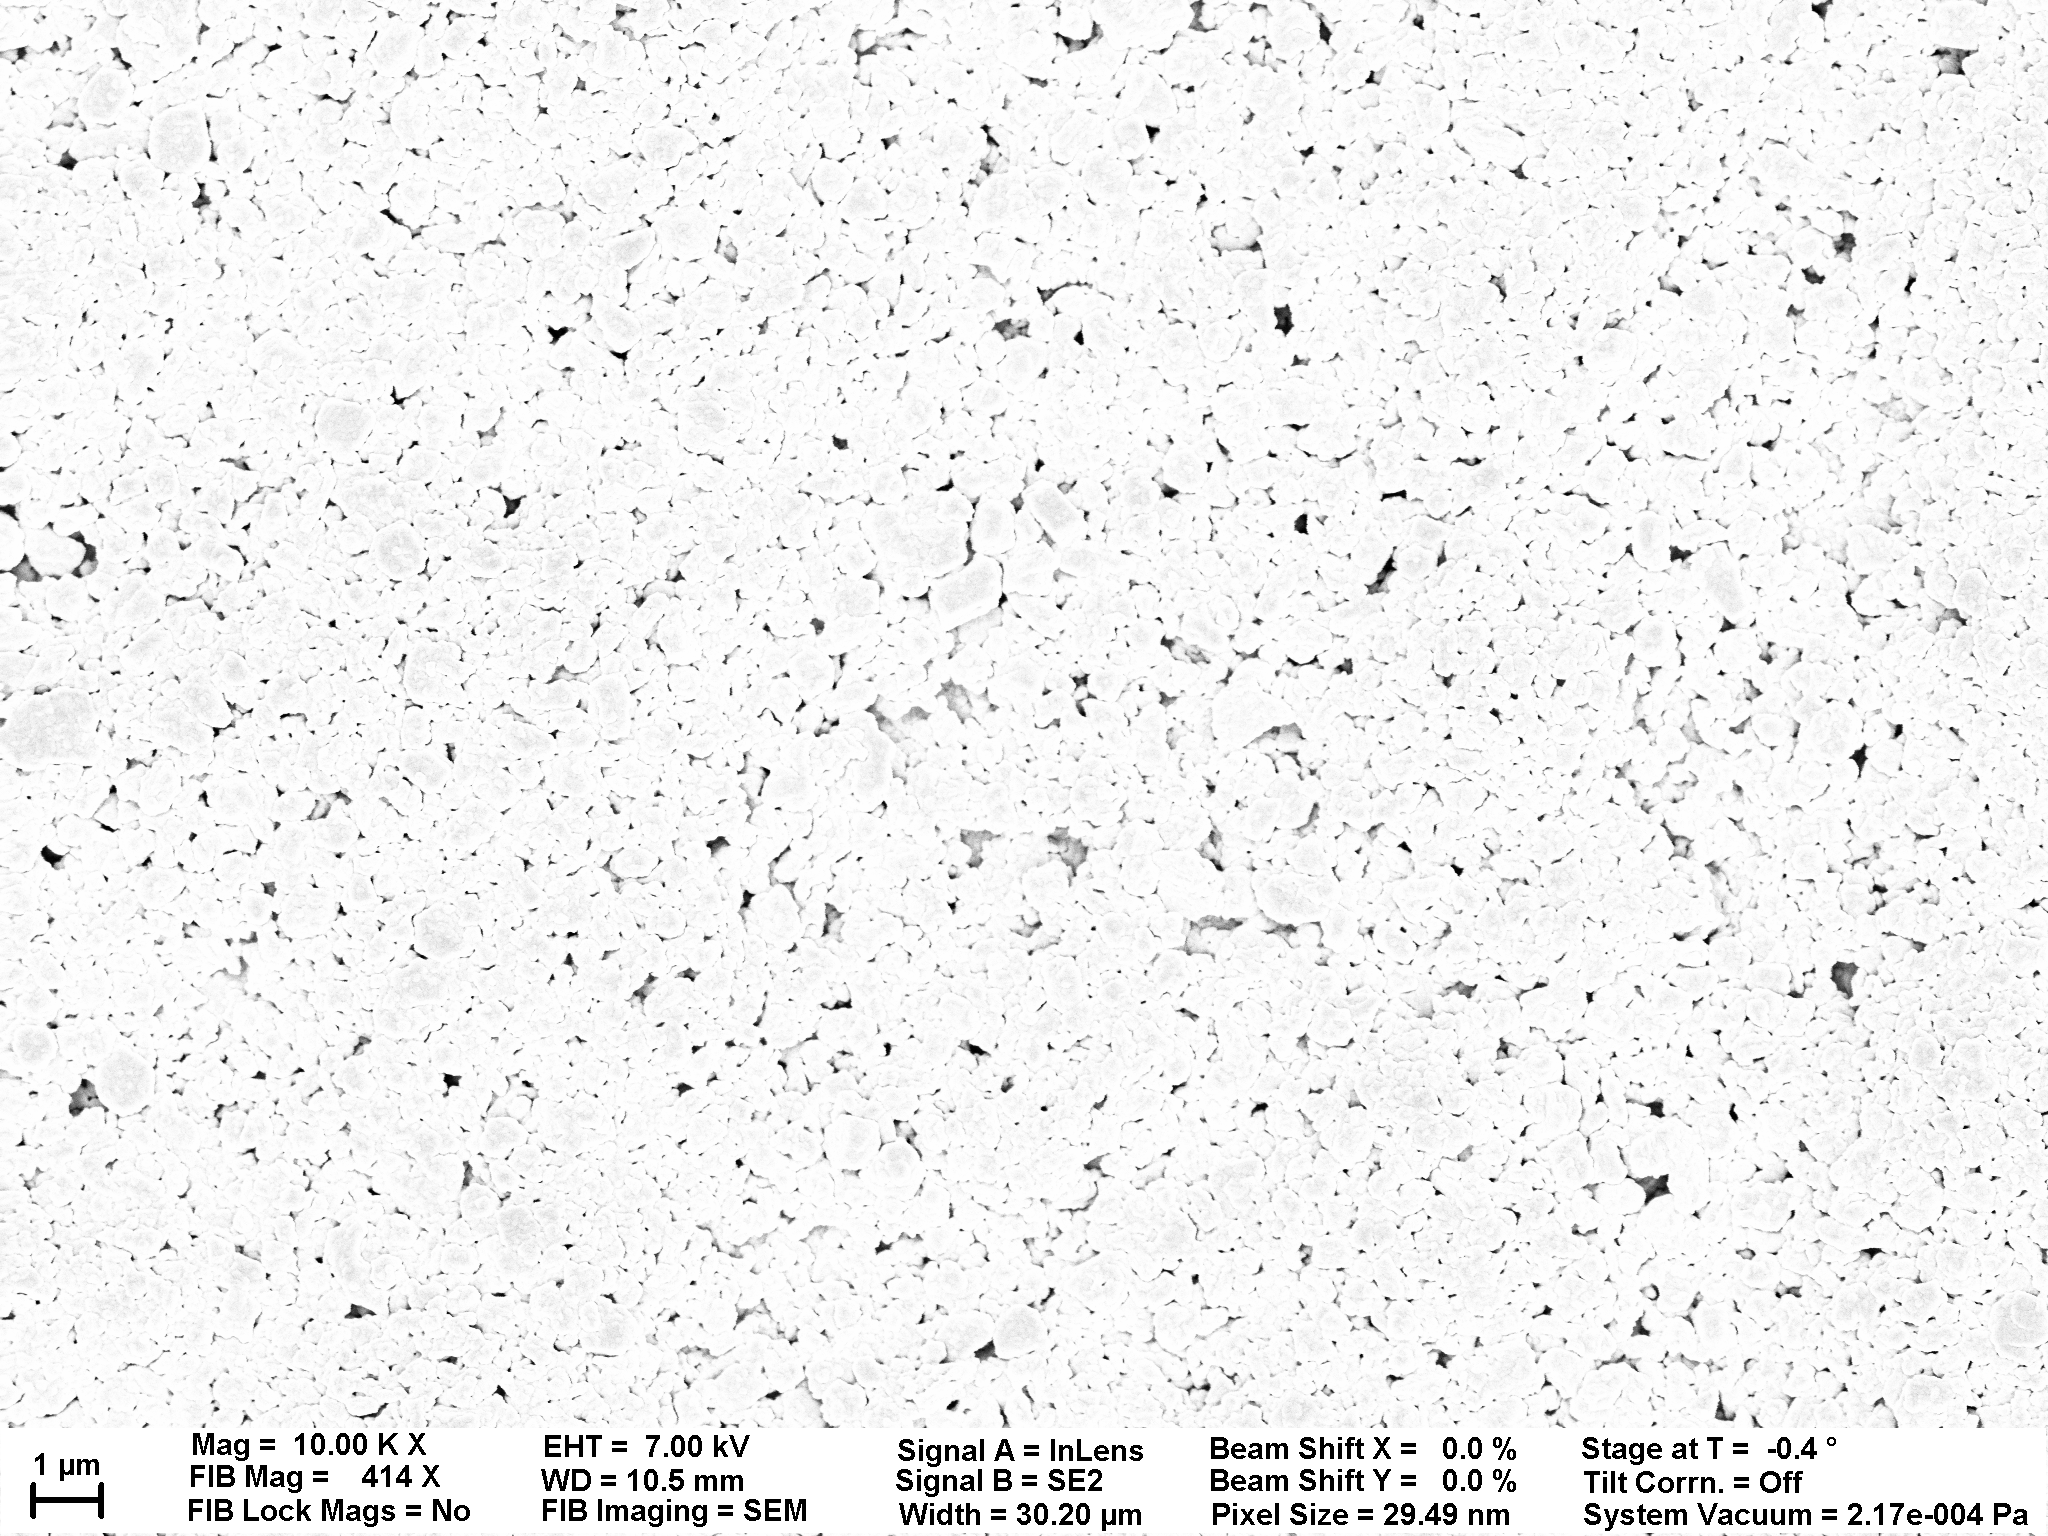 1 µm
Mag = 10.00 K X
FIB Mag = 414 X
FIB Lock Mags = No
EHT = 7.00 kV
WD = 10.5 mm
FIB Imaging = SEM
Signal A = InLens
Signal B = SE2
Width = 30.20 µm
Beam Shift X = 0.0 %
Beam Shift Y = 0.0 %
Pixel Size = 29.49 nm
Stage at T = -0.4 °
Tilt Corrn. = Off
System Vacuum = 2.17e-004 Pa